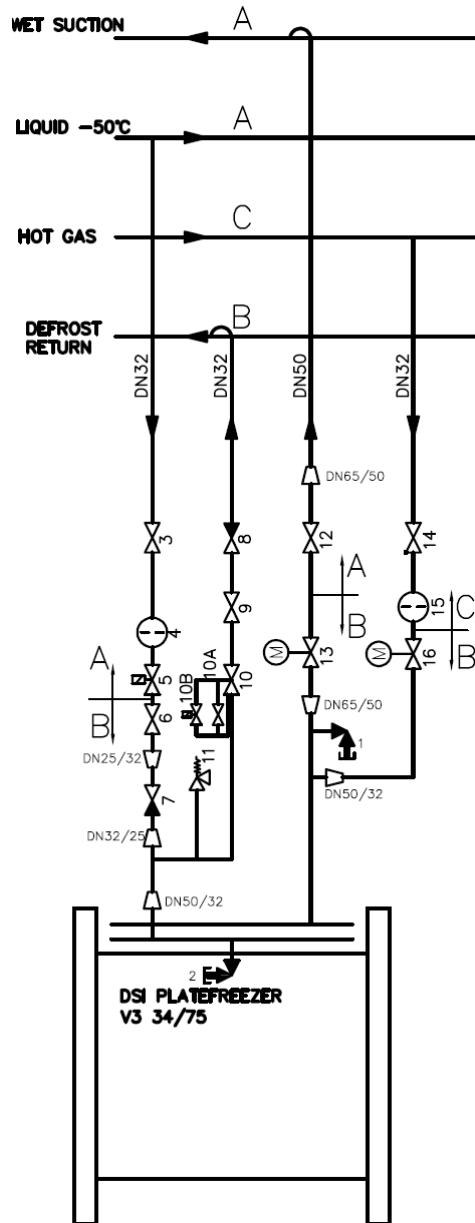 WET SUCTION
A
LIQUID -50°C
A
HOT GAS
C
DEFROST
RETURN
B
DN32
DN32
DN50
DN32
DN65/50
3
8
12
14
4
9
A
B
15
C
B
A
B
5
6
10B
10A
10
M
13
M
16
DN65/50
DN25/32
11
1
7
DN50/32
DN32/25
DN50/32
2
DSI PLATEFREEZER
V3 34/75